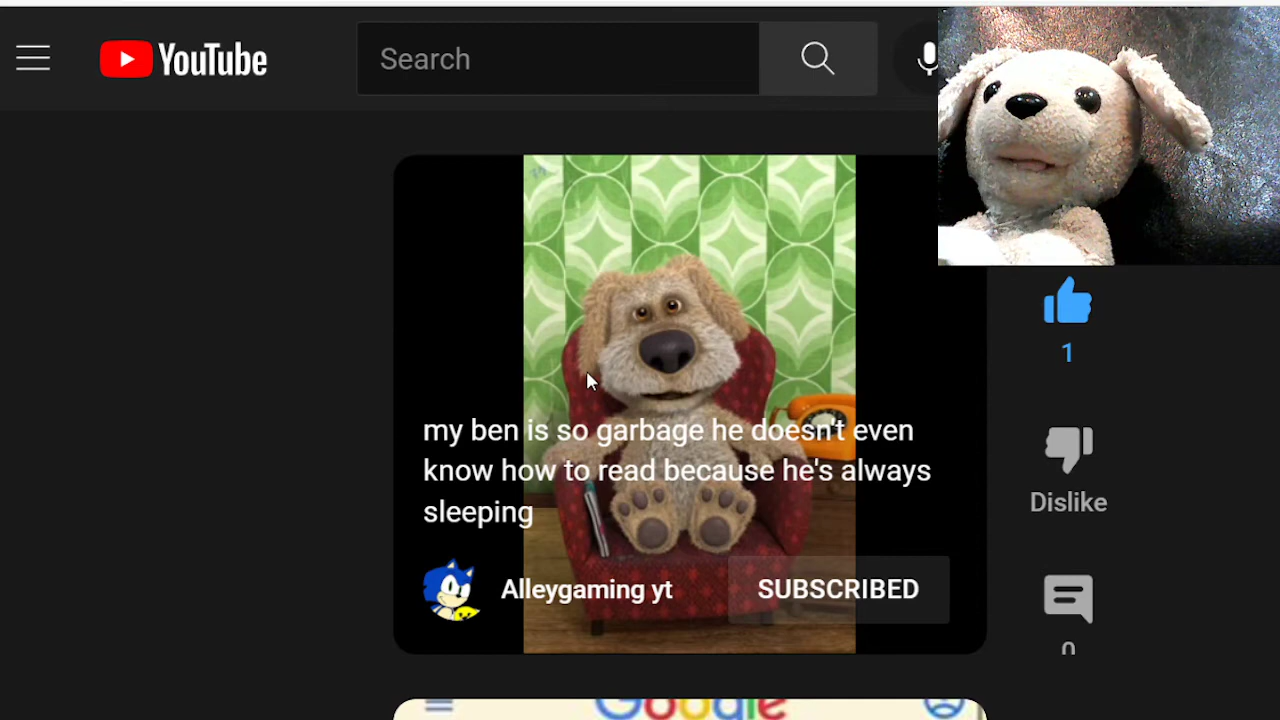 YouTube
Search
my ben is so garbage he doesn't even
know how to read because he's always
sleeping
Alleygaming yt
SUBSCRIBED
1
Dislike
0
Google